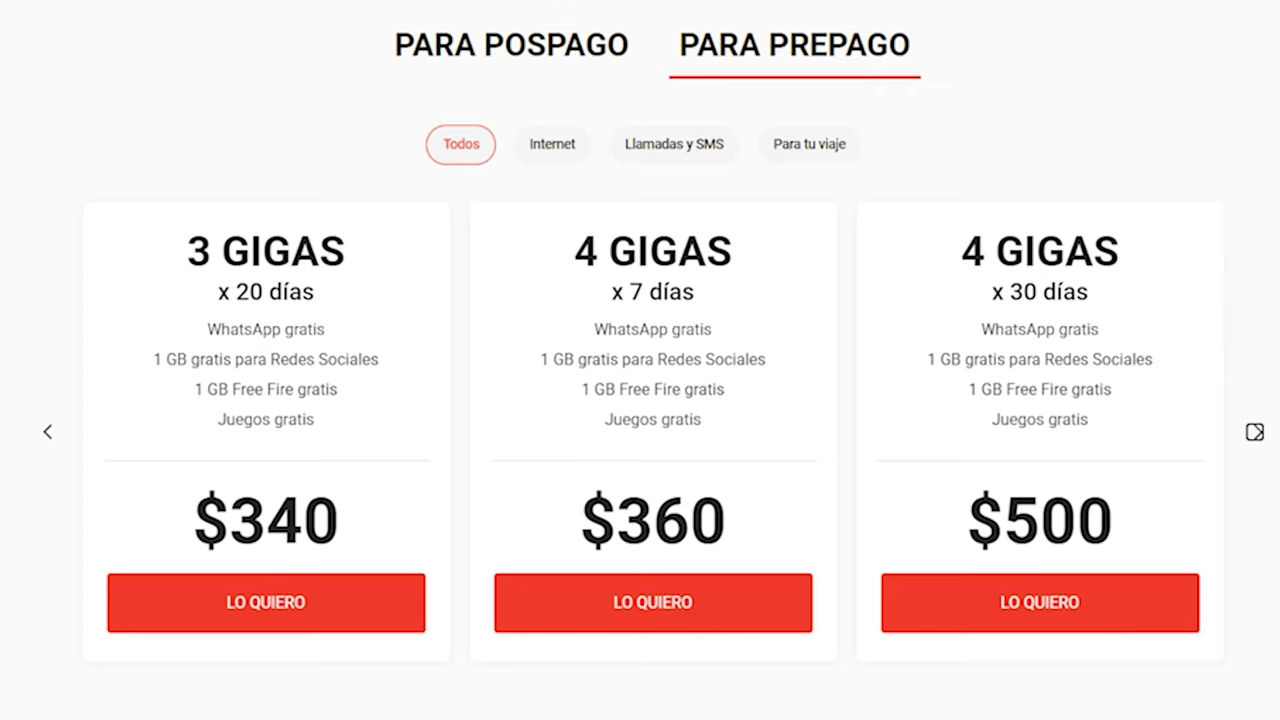 PARA POSPAGO
PARA PREPAGO
Todos
Internet
Llamadas y SMS
Para tu viaje
3 GIGAS
x 20 días
WhatsApp gratis
1 GB gratis para Redes Sociales
1 GB Free Fire gratis
Juegos gratis
$340
LO QUIERO
4 GIGAS
x 7 días
WhatsApp gratis
1 GB gratis para Redes Sociales
1 GB Free Fire gratis
Juegos gratis
$360
LO QUIERO
4 GIGAS
x 30 días
WhatsApp gratis
1 GB gratis para Redes Sociales
1 GB Free Fire gratis
Juegos gratis
$500
LO QUIERO